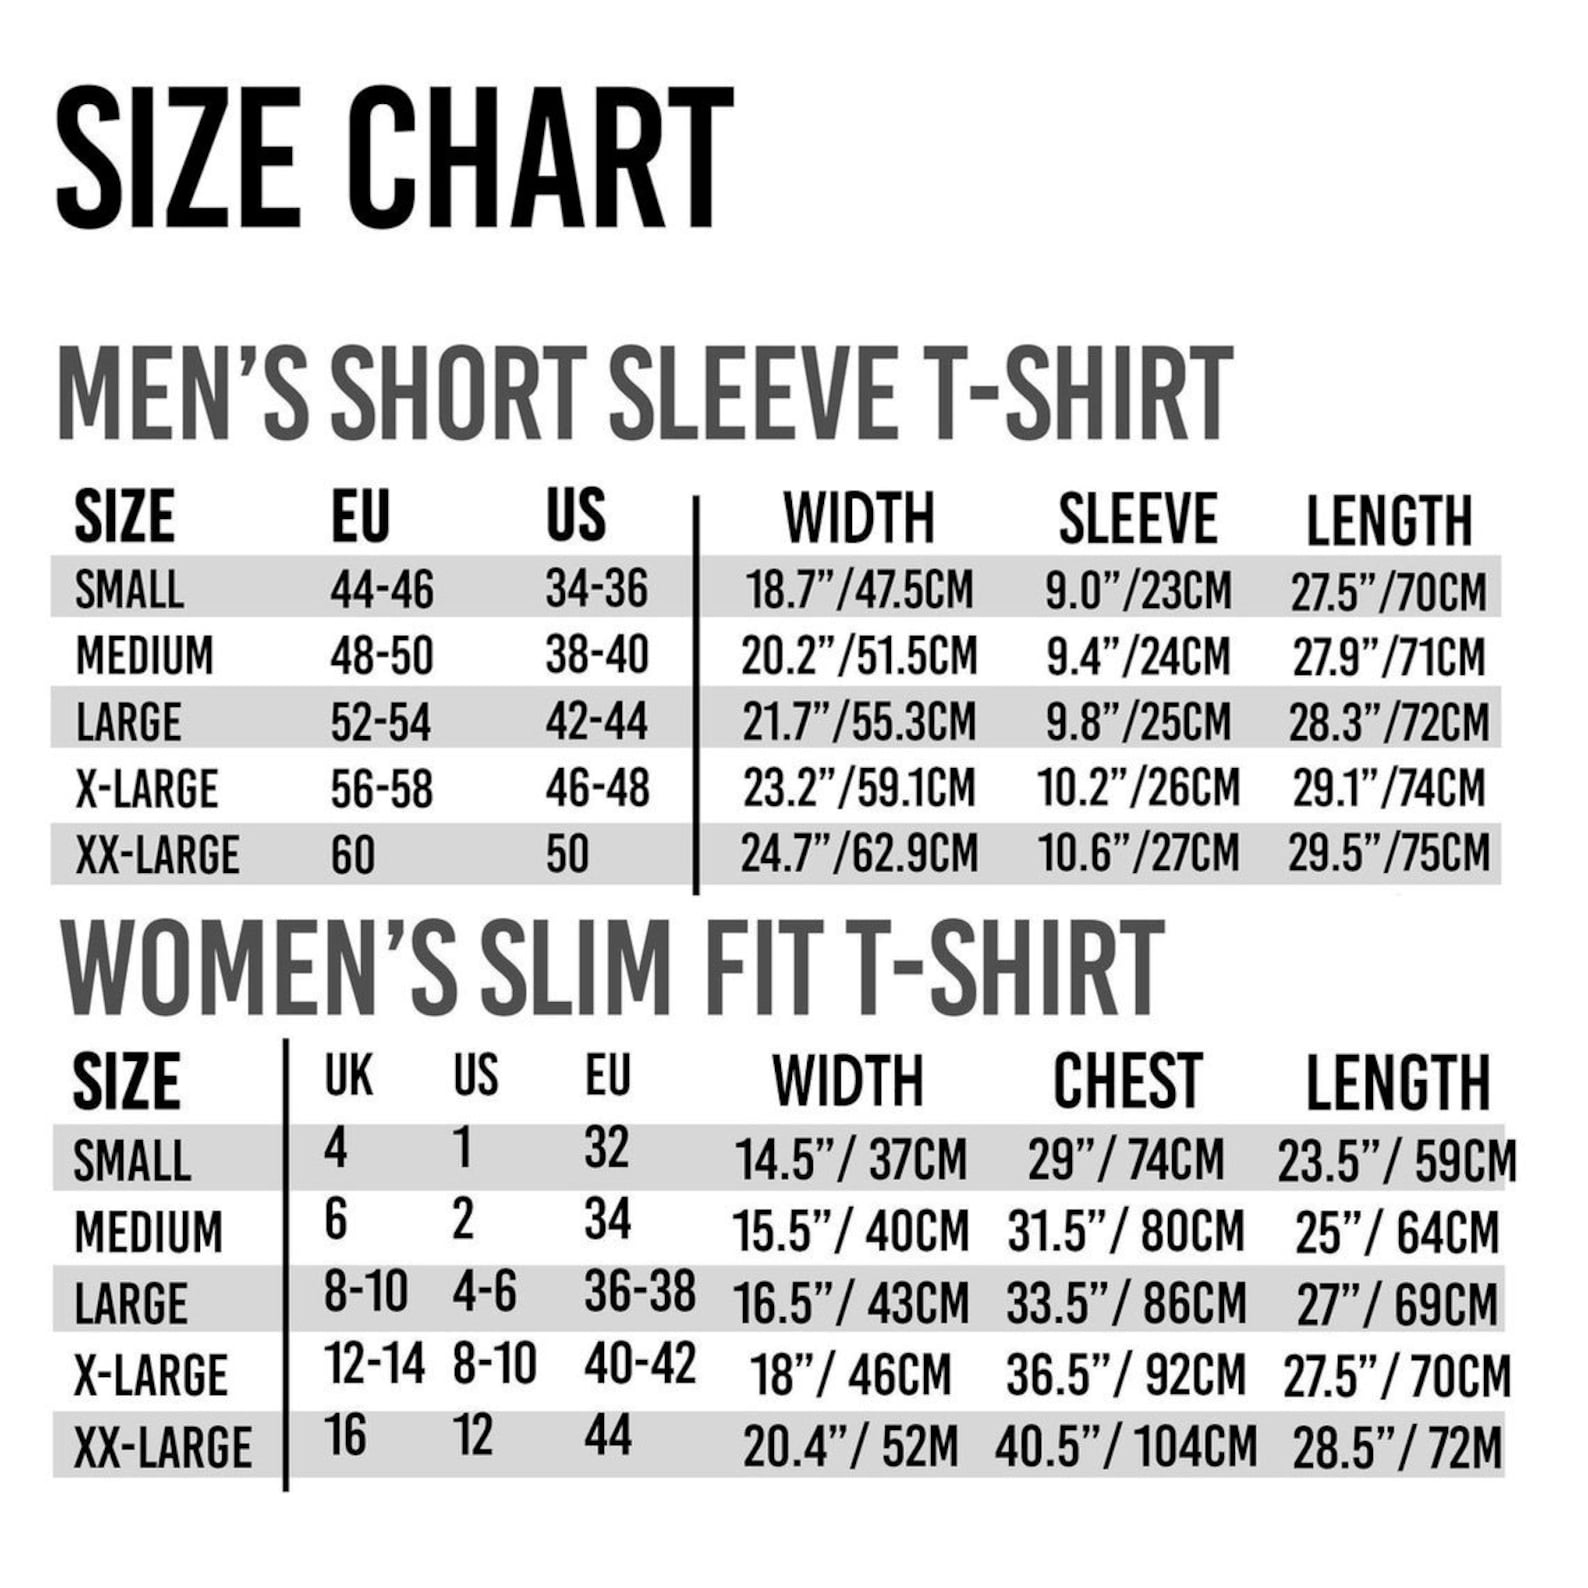 SIZE CHART
MEN'S SHORT SLEEVE T-SHIRT
SIZE EU US WIDTH SLEEVE LENGTH
SMALL 44-46 34-36 18.7”/47.5CM 9.0”/23CM 27.5”/70CM
MEDIUM 48-50 38-40 20.2”/51.5CM 9.4”/24CM 27.9”/71CM
LARGE 52-54 42-44 21.7”/55.3CM 9.8”/25CM 28.3”/72CM
X-LARGE 56-58 46-48 23.2”/59.1CM 10.2”/26CM 29.1”/74CM
XX-LARGE 60 50 24.7”/62.9CM 10.6”/27CM 29.5”/75CM
WOMEN'S SLIM FIT T-SHIRT
SIZE UK US EU WIDTH CHEST LENGTH
SMALL 4 1 32 14.5”/ 37CM 29”/ 74CM 23.5”/ 59CM
MEDIUM 6 2 34 15.5”/ 40CM 31.5”/ 80CM 25”/ 64CM
LARGE 8-10 4-6 36-38 16.5”/ 43CM 33.5”/ 86CM 27”/ 69CM
X-LARGE 12-14 8-10 40-42 18”/ 46CM 36.5”/ 92CM 27.5”/ 70CM
XX-LARGE 16 12 44 20.4”/ 52M 40.5”/ 104CM 28.5”/ 72M